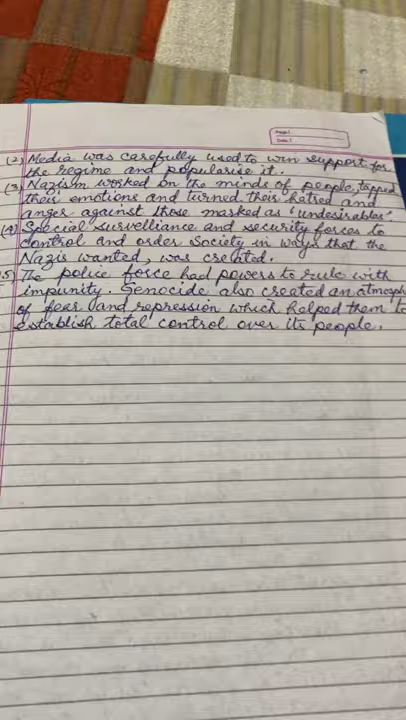 Page:
Date:
(2) Media was carefully used to win support for
the regime and popularise it.
(3) Nazism worked on the minds of people, tapped
their emotions and turned their hatred and
anger against those marked as 'undesirables'
(4) Special survelliance and security forces to
control and order society in ways that the
Nazis wanted, was created.
5) The police force had powers to rule with
impunity. Genocide also created an atmosph
of fear and repression which helped them to
establish total control over its people.